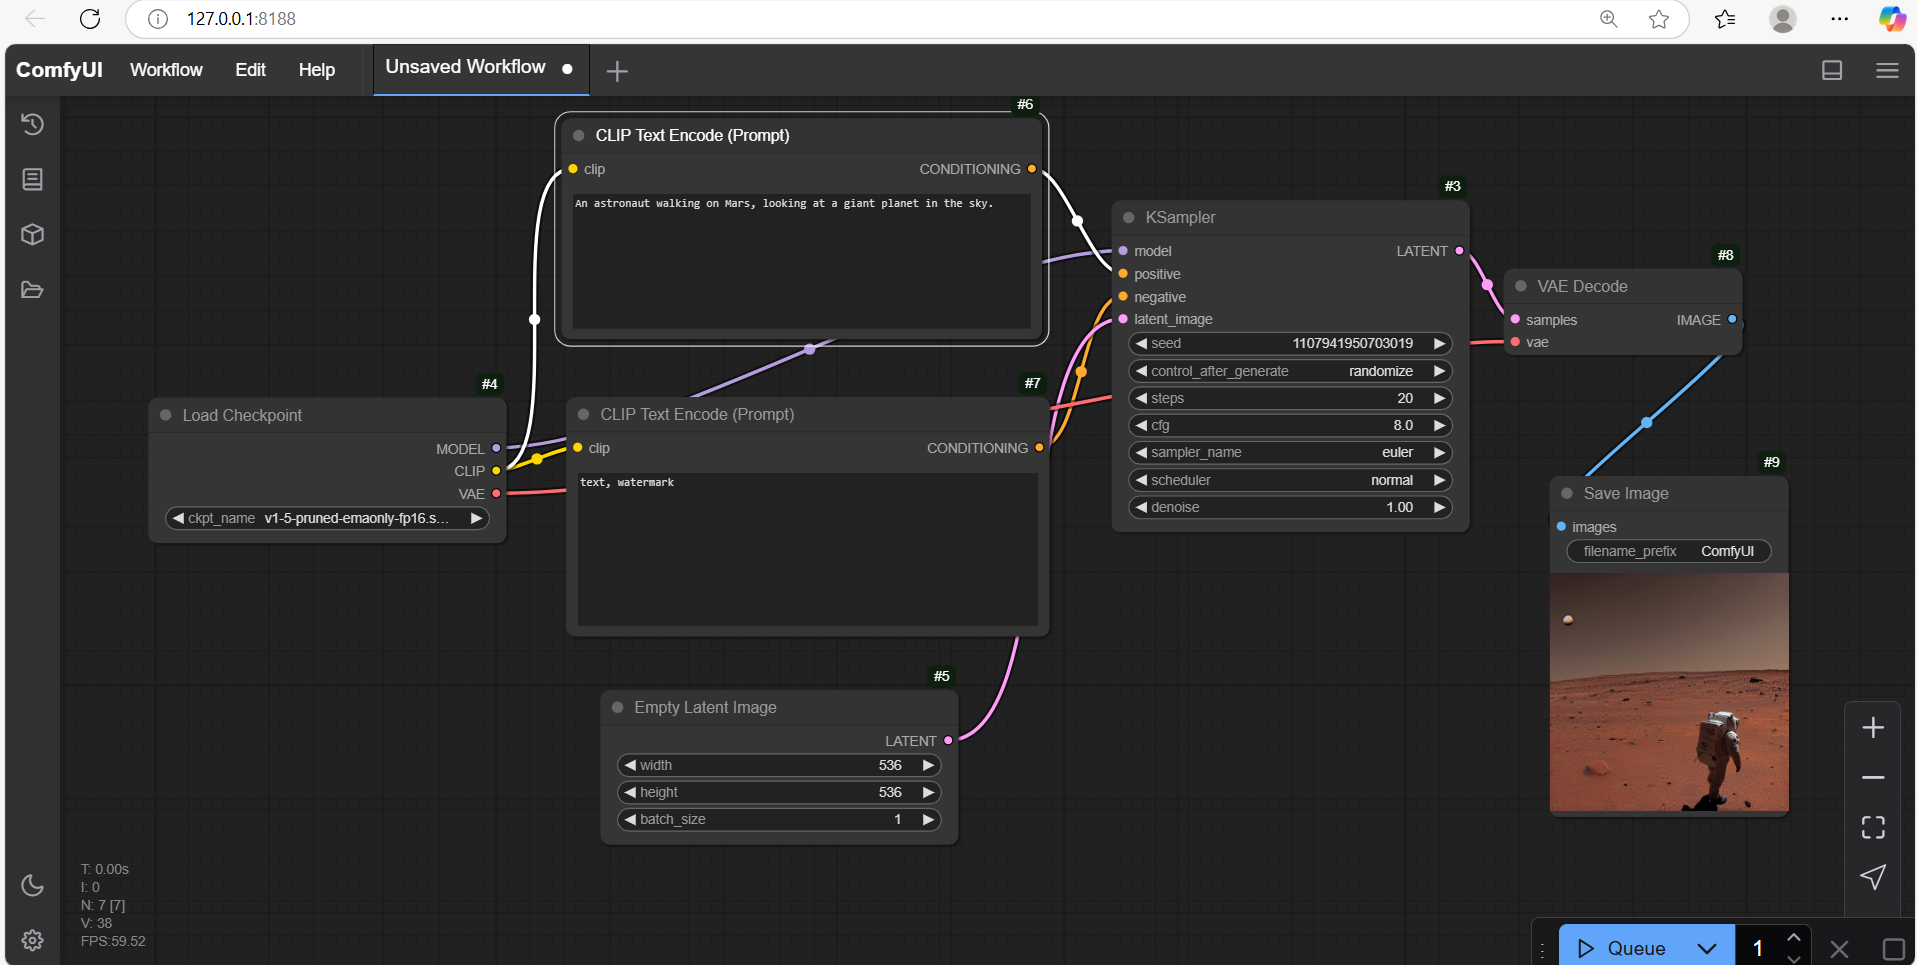 127.0.0.1:8188
ComfyUI Workflow Edit Help Unsaved Workflow
#6
CLIP Text Encode (Prompt)
clip CONDITIONING
An astronaut walking on Mars, looking at a giant planet in the sky.
#3
KSampler
model LATENT
positive
negative
latent_image
seed 1107941950703019
control_after_generate randomize
steps 20
cfg 8.0
sampler_name euler
scheduler normal
denoise 1.00
#8
VAE Decode
samples IMAGE
vae
#4
Load Checkpoint
MODEL
CLIP
VAE
ckpt_name v1-5-pruned-emaonly-fp16.s...
#7
CLIP Text Encode (Prompt)
clip CONDITIONING
text, watermark
#9
Save Image
images
filename_prefix ComfyUI
#5
Empty Latent Image
LATENT
width 536
height 536
batch_size 1
T: 0.00s
I: 0
N: 7 [7]
V: 38
FPS:59.52
Queue 1